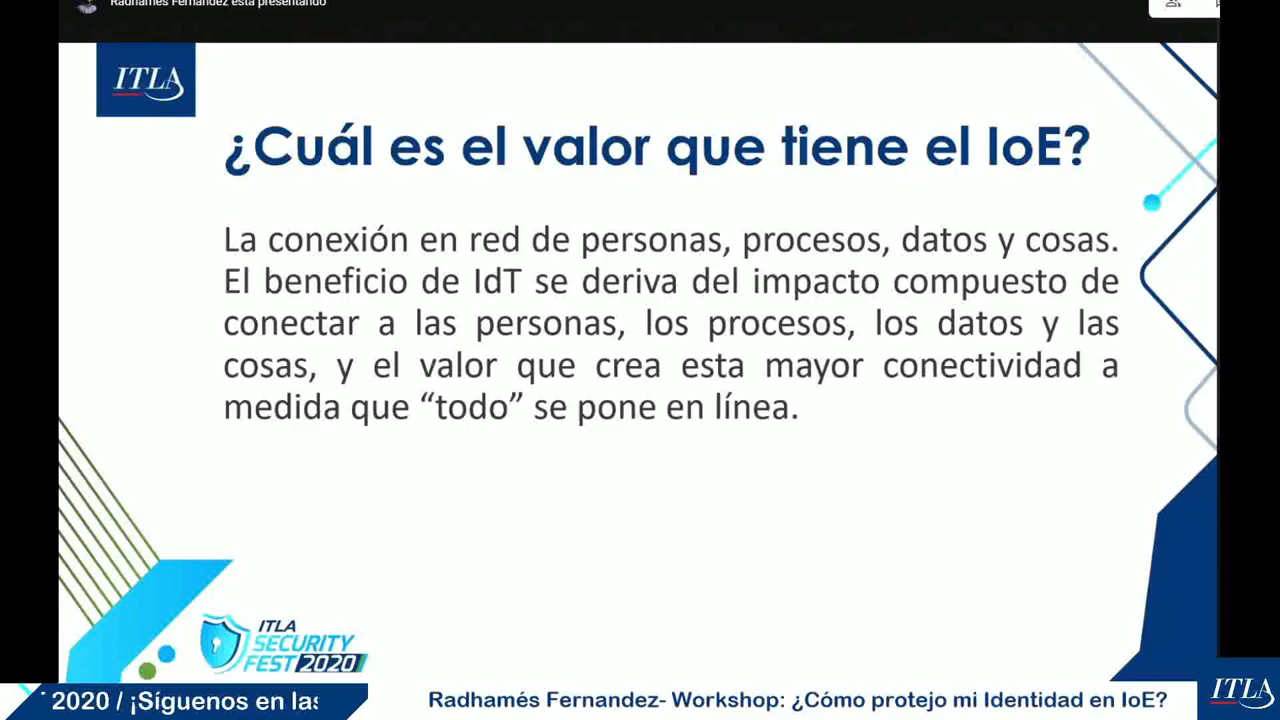 Radhamés Fernandez está presentando
ITLA
¿Cuál es el valor que tiene el IoE?
La conexión en red de personas, procesos, datos y cosas.
El beneficio de IdT se deriva del impacto compuesto de
conectar a las personas, los procesos, los datos y las
cosas, y el valor que crea esta mayor conectividad a
medida que “todo” se pone en línea.
ITLA
SECURITY
FEST 2020
2020 / ¡Síguenos en las
Radhamés Fernandez- Workshop: ¿Cómo protejo mi Identidad en IoE?
ITLA